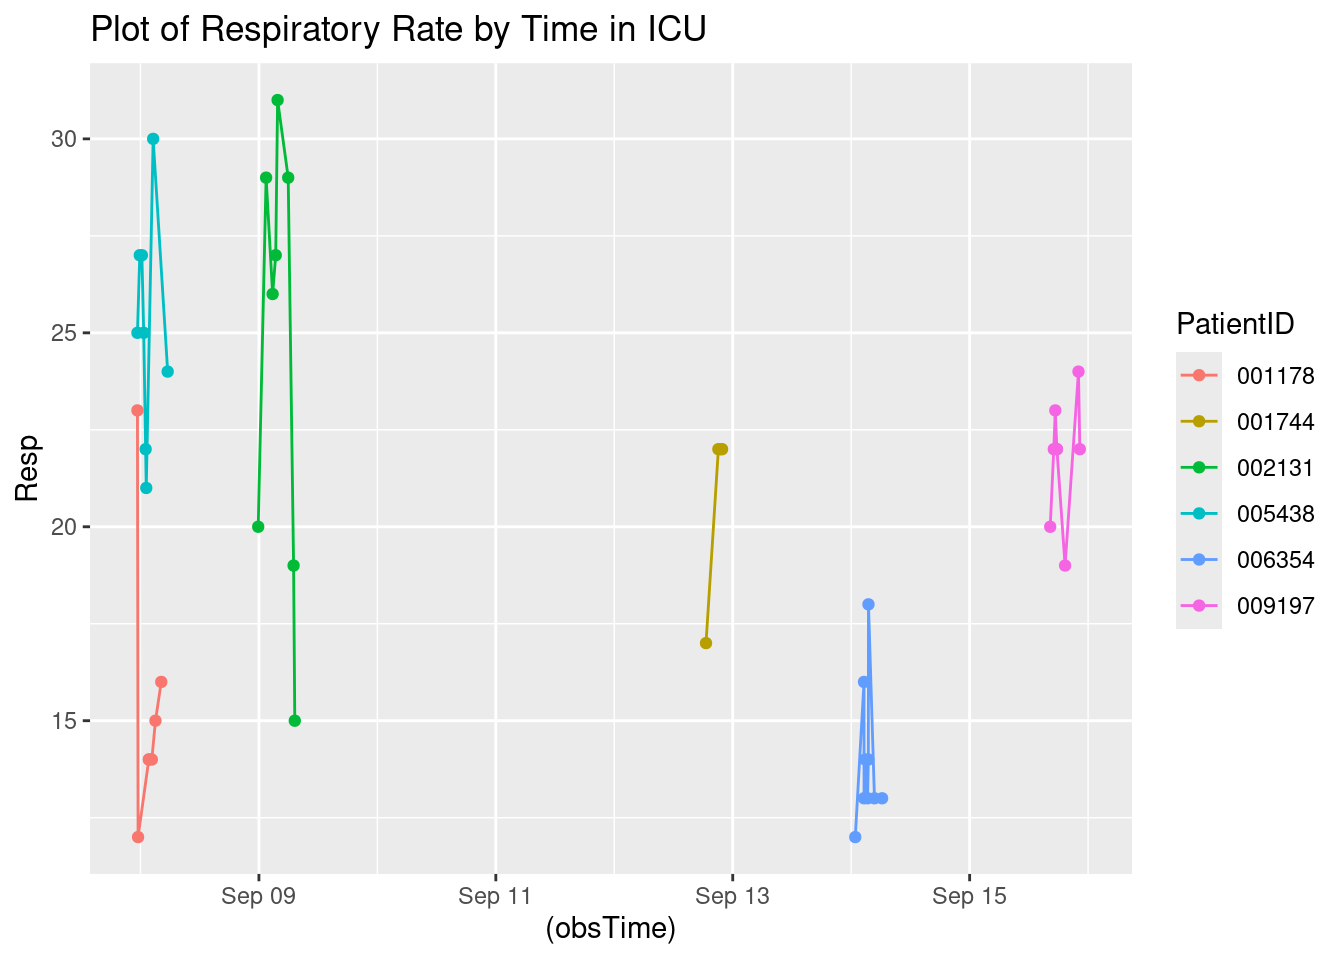 Plot of Respiratory Rate by Time in ICU
Resp
30
25
20
15
Sep 09
Sep 11
Sep 13
Sep 15
(obsTime)
PatientID
001178
001744
002131
005438
006354
009197